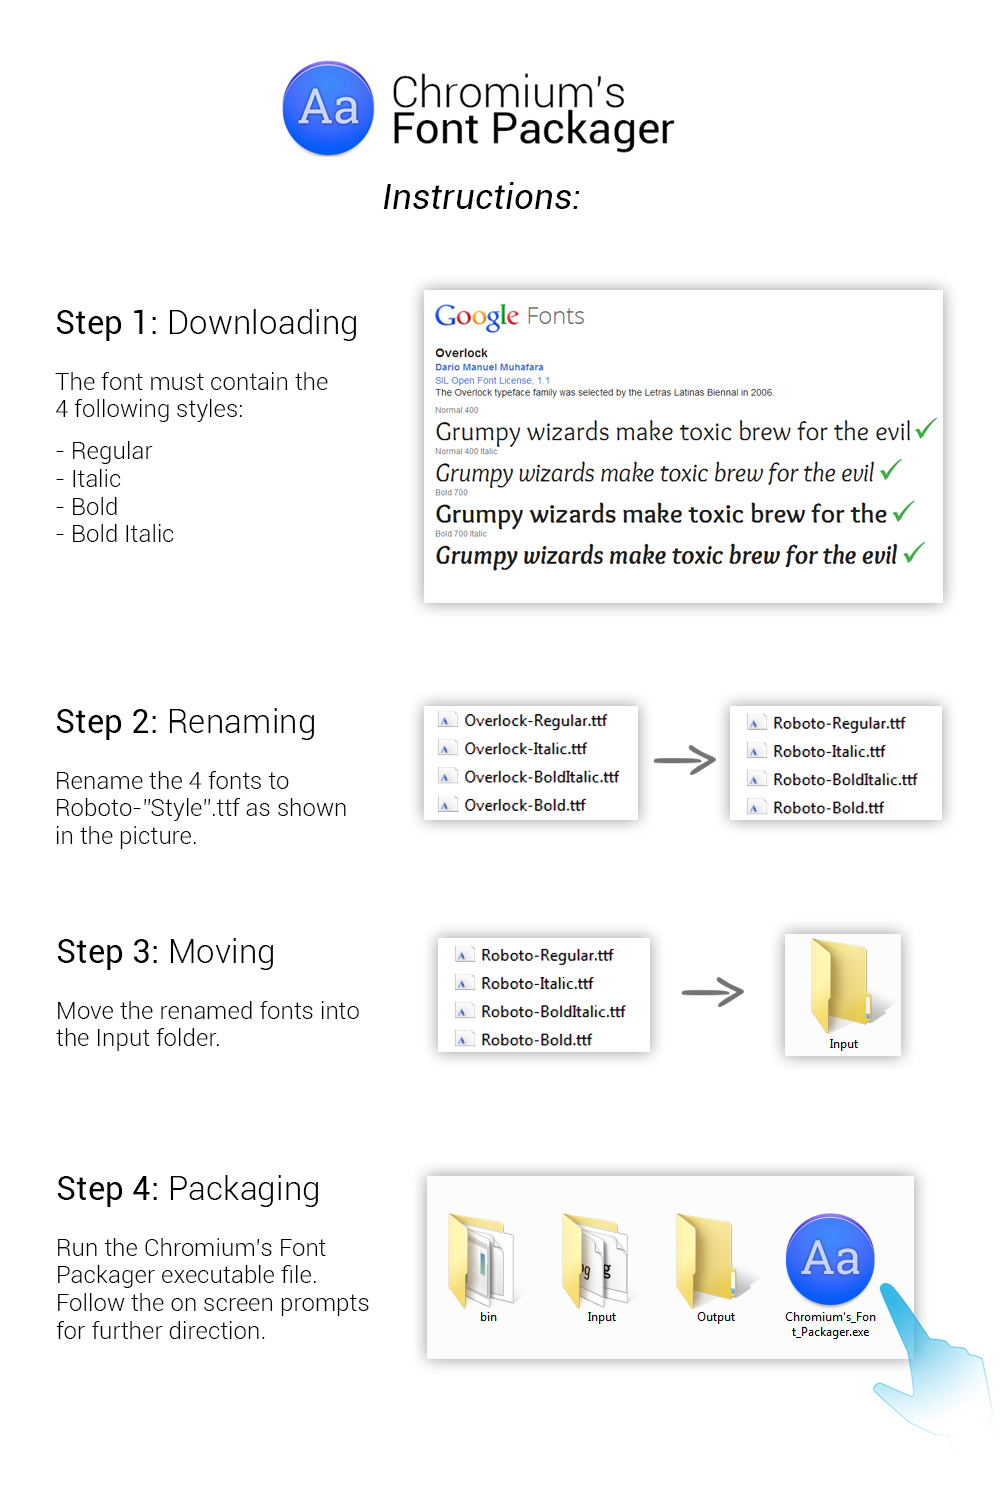 Aa
Chromium's
Font Packager
Instructions:
Step 1: Downloading
The font must contain the
4 following styles:
- Regular
- Italic
- Bold
- Bold Italic
Google Fonts
Overlock
Dario Manuel Muhafara
SIL Open Font License, 1.1
The Overlock typeface family was selected by the Letras Latinas Biennal in 2006.
Normal 400
Grumpy wizards make toxic brew for the evil
Normal 400 Italic
Grumpy wizards make toxic brew for the evil
Bold 700
Grumpy wizards make toxic brew for the
Bold 700 Italic
Grumpy wizards make toxic brew for the evil
Step 2: Renaming
Rename the 4 fonts to
Roboto-"Style".ttf as shown
in the picture.
Overlock-Regular.ttf
Overlock-Italic.ttf
Overlock-BoldItalic.ttf
Overlock-Bold.ttf
Roboto-Regular.ttf
Roboto-Italic.ttf
Roboto-BoldItalic.ttf
Roboto-Bold.ttf
Step 3: Moving
Move the renamed fonts into
the Input folder.
Roboto-Regular.ttf
Roboto-Italic.ttf
Roboto-BoldItalic.ttf
Roboto-Bold.ttf
Input
Step 4: Packaging
Run the Chromium's Font
Packager executable file.
Follow the on screen prompts
for further direction.
bin
Input
Output
Aa
Chromium's_Fon
t_Packager.exe